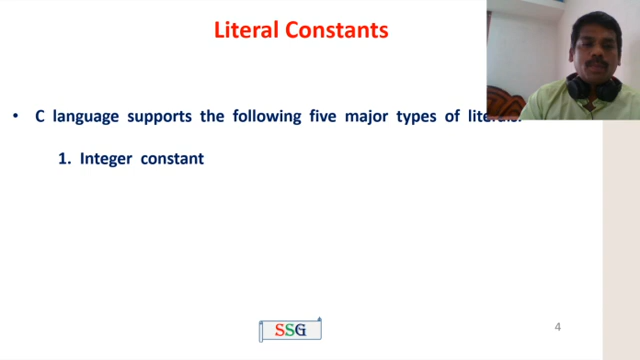 Literal Constants
• C language supports the following five major types of literals.
1. Integer constant
SSG
4